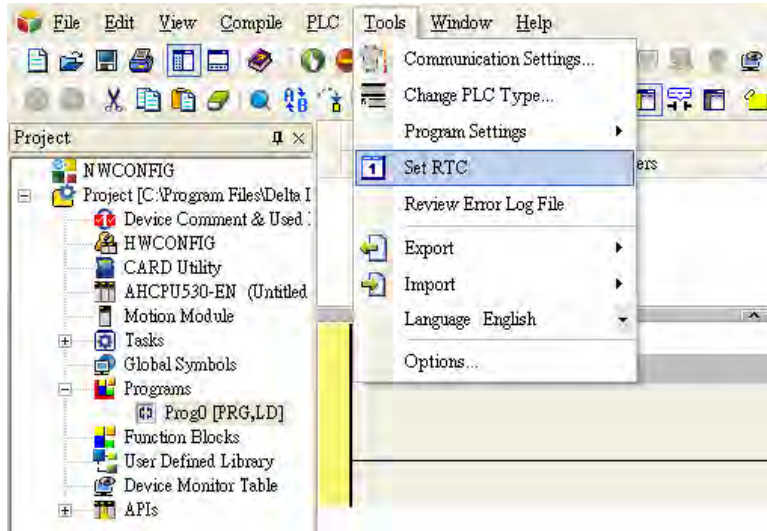 File Edit View Compile PLC Tools Window Help
Communication Settings...
Change PLC Type...
Program Settings
1 Set RTC
Review Error Log File
Export
Import
Language English
Options...
ers
Project
NWCONFIG
Project [C:\Program Files\Delta I
Device Comment & Used
HWCONFIG
CARD Utility
AHCPU530-EN (Untitled
Motion Module
Tasks
Global Symbols
Programs
Prog0 [PRG,LD]
Function Blocks
User Defined Library
Device Monitor Table
APIs